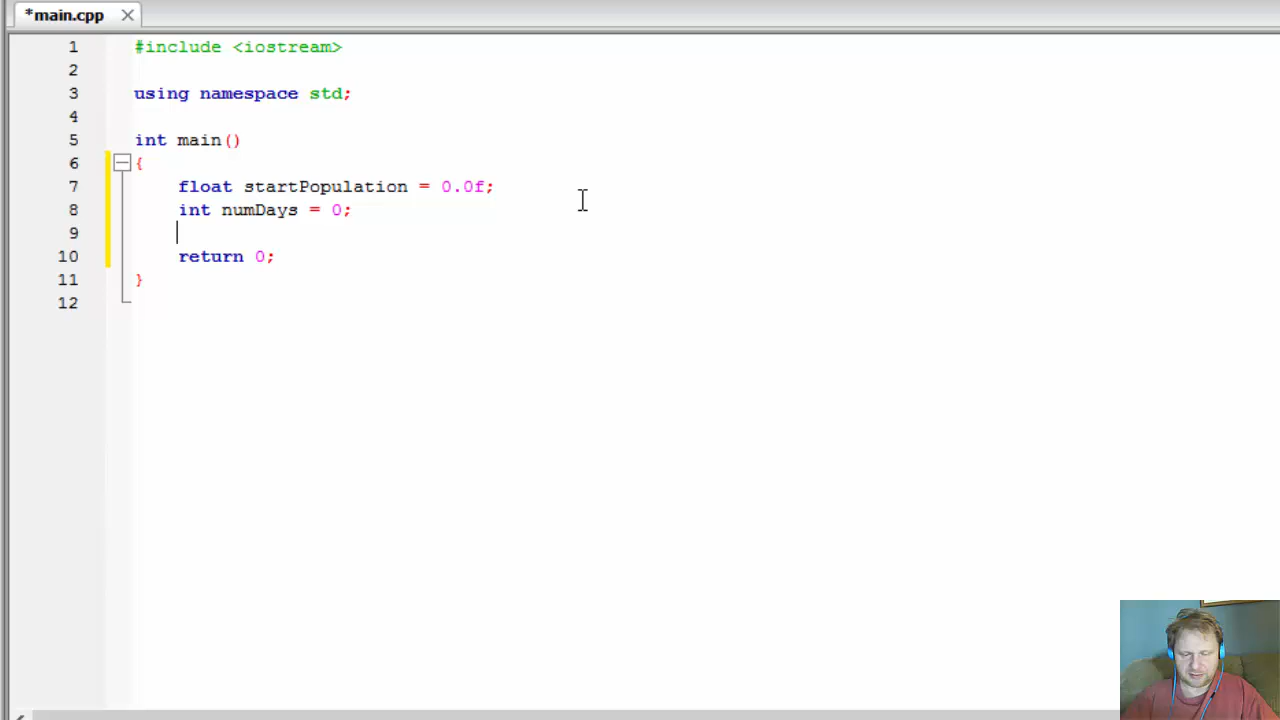 *main.cpp
1 #include <iostream>
2
3 using namespace std;
4
5 int main()
6 {
7 float startPopulation = 0.0f;
8 int numDays = 0;
9
10 return 0;
11 }
12